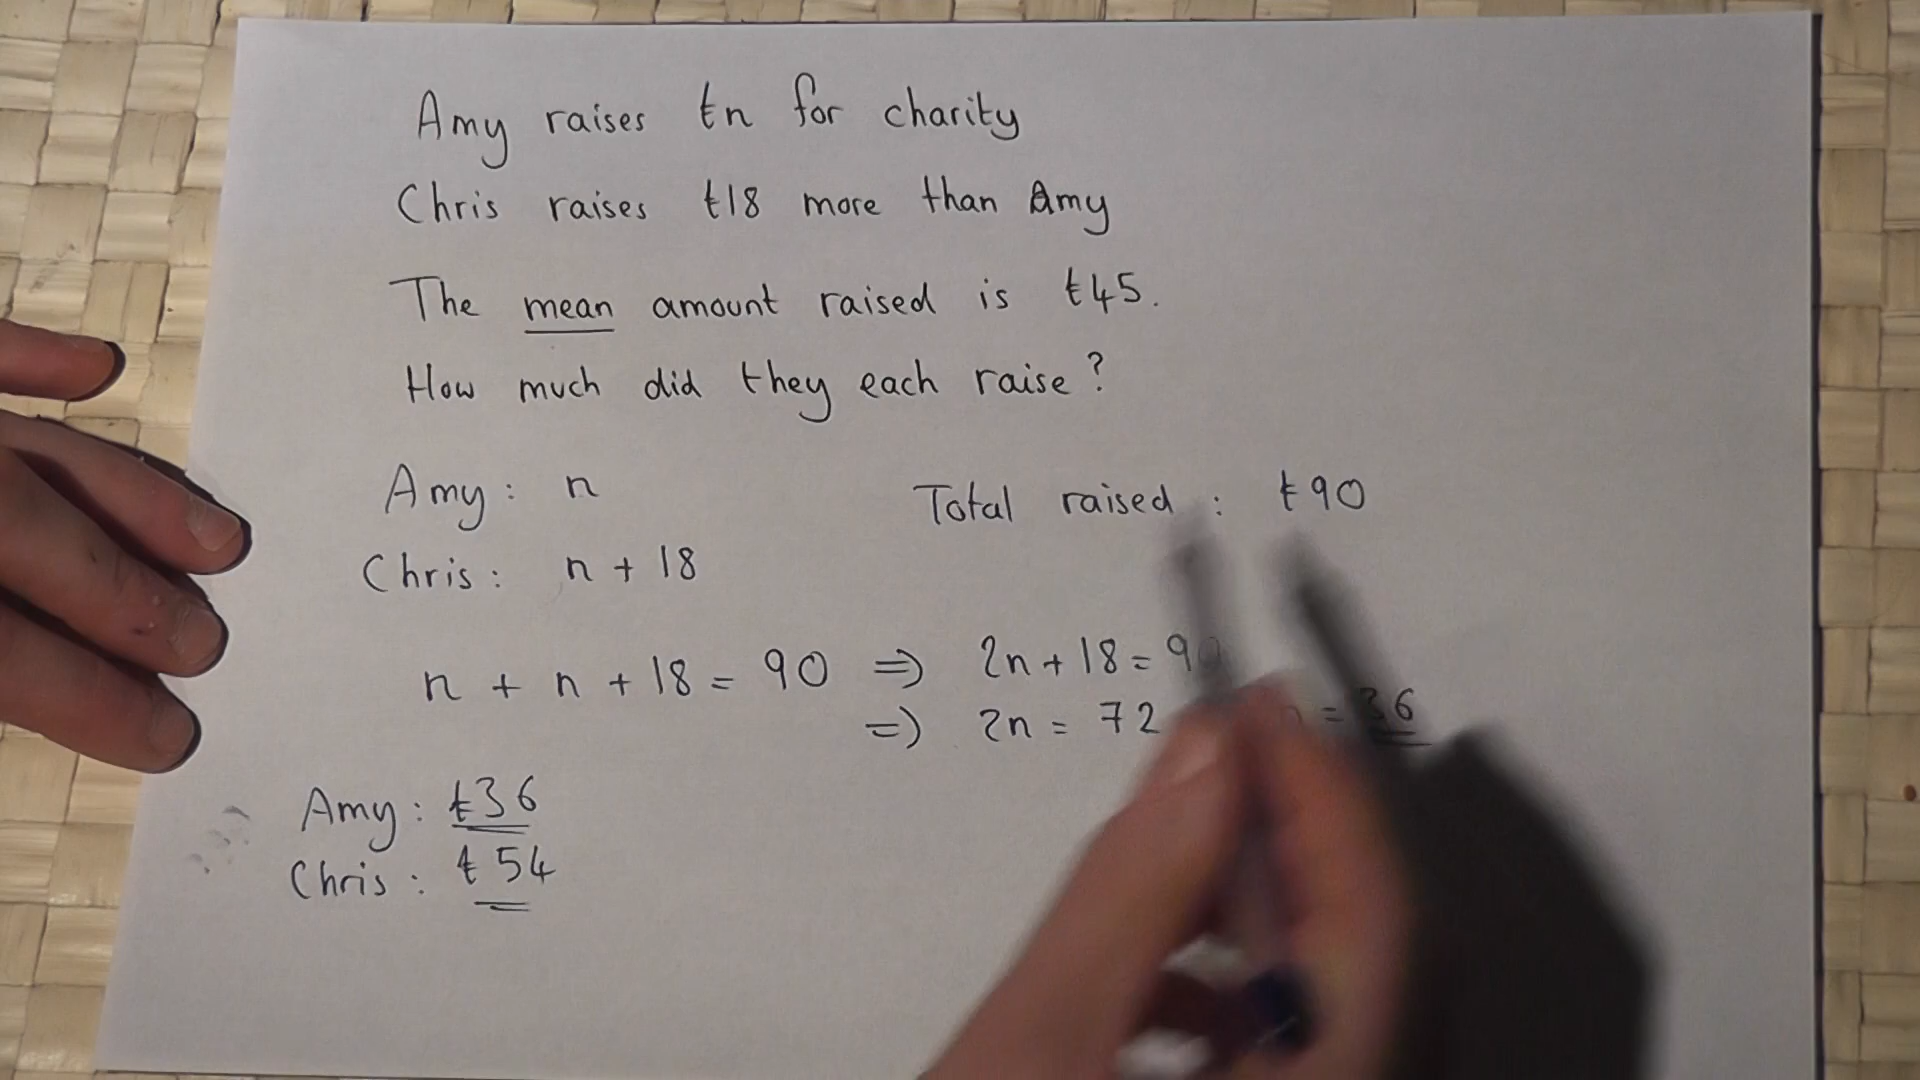 Amy raises £n for charity
Chris raises £18 more than Amy
The mean amount raised is £45.
How much did they each raise?
Amy: n
Total raised: £90
Chris: n + 18
n + n + 18 = 90 ⇒ 2n + 18 = 90
⇒ 2n = 72 n = 36
Amy: £36
Chris: £54